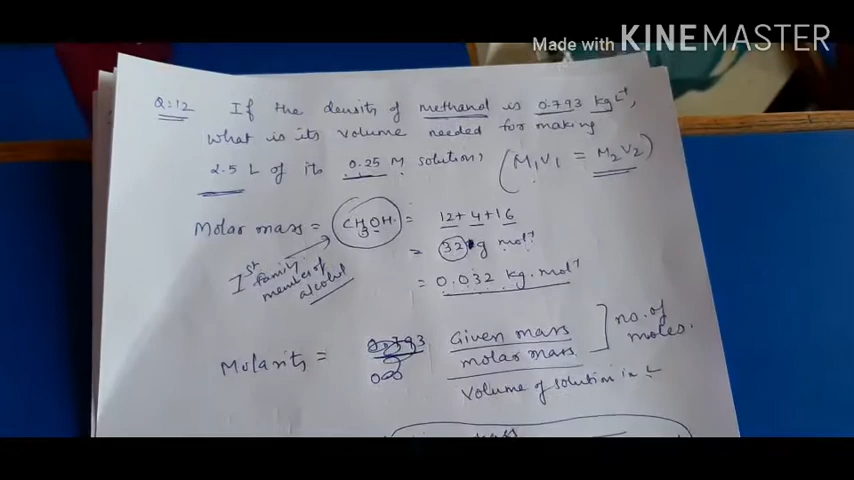 Made with KINEMASTER
Q:12 If the density of methanol is 0.793 kg L⁻¹,
what is its volume needed for making
2.5 L of its 0.25 M solution? (M₁V₁ = M₂V₂)
Molar mass = CH₃OH = 12+4+16
= 32 g mol⁻¹
= 0.032 kg. mol⁻¹
Iˢᵗ family
member of
alcohol
Molarity = Given mass
molar mass
no. of
moles.
Volume of solution in L